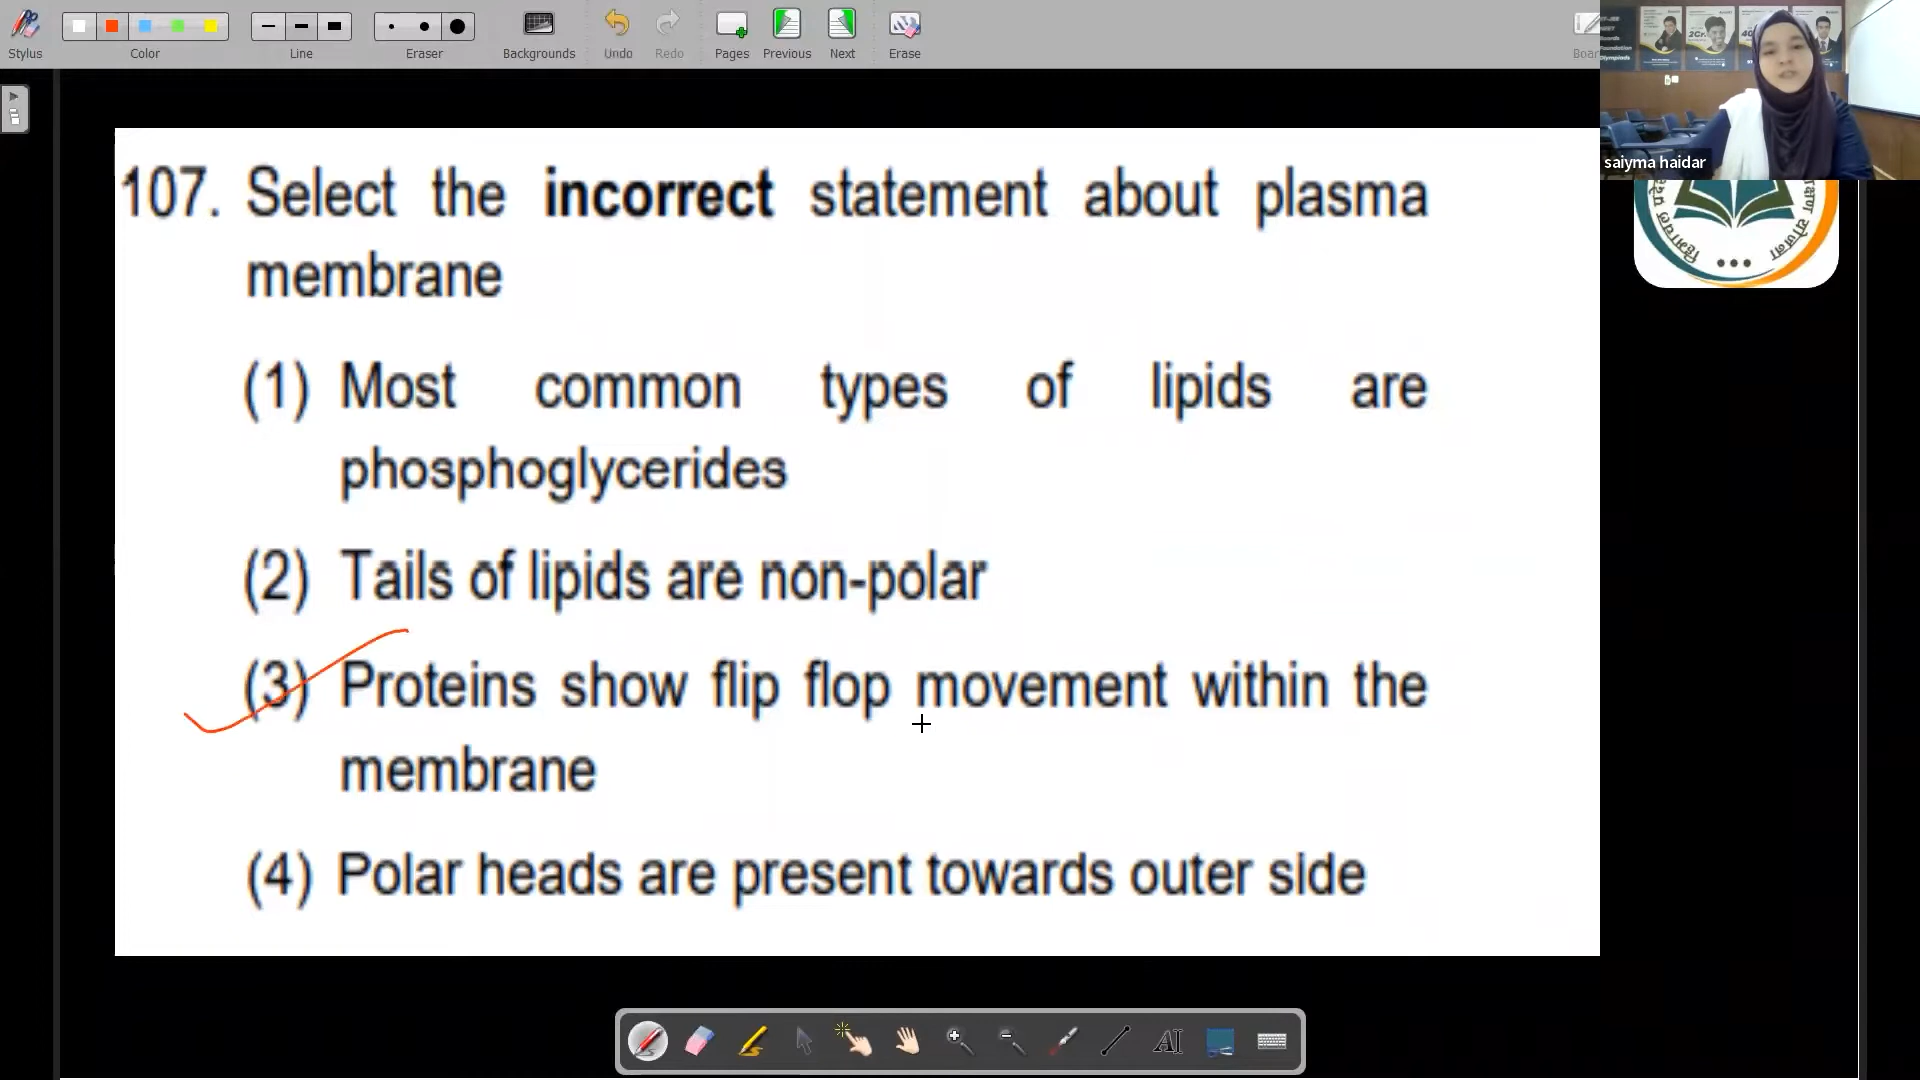 Stylus
Color
Line
Eraser
Backgrounds
Undo
Redo
Pages
Previous
Next
Erase
saiyma haidar
107. Select the incorrect statement about plasma
membrane
(1) Most common types of lipids are
phosphoglycerides
(2) Tails of lipids are non-polar
(3) Proteins show flip flop movement within the
membrane
(4) Polar heads are present towards outer side